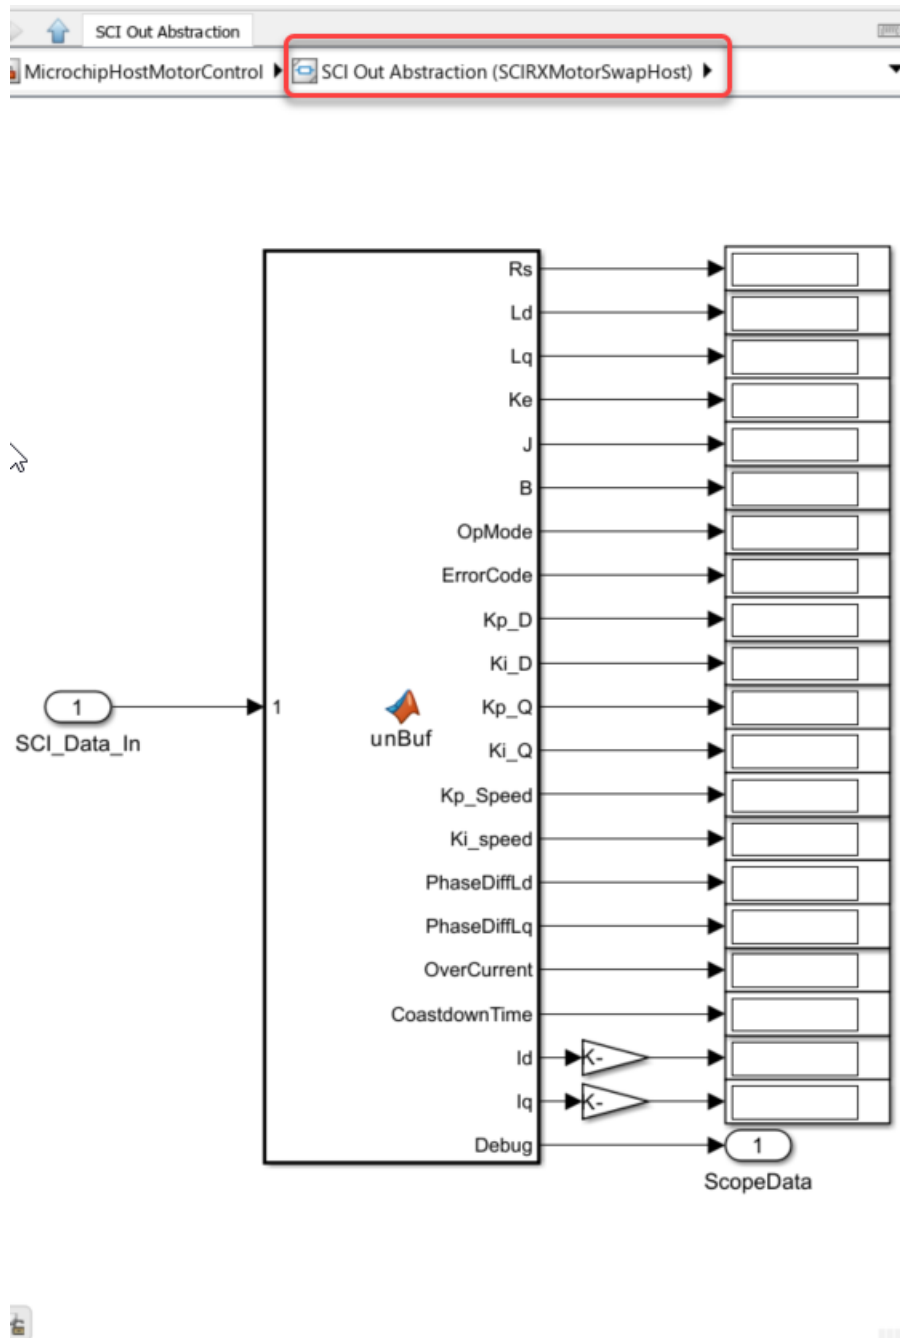 SCI Out Abstraction
MicrochipHostMotorControl
SCI Out Abstraction (SCIRXMotorSwapHost)
Rs
Ld
Lq
Ke
J
B
OpMode
ErrorCode
Kp_D
Ki_D
1
SCI_Data_In
1
unBuf
Kp_Q
Ki_Q
Kp_Speed
Ki_speed
PhaseDiffLd
PhaseDiffLq
OverCurrent
CoastdownTime
Id
K-
Iq
K-
Debug
1
ScopeData